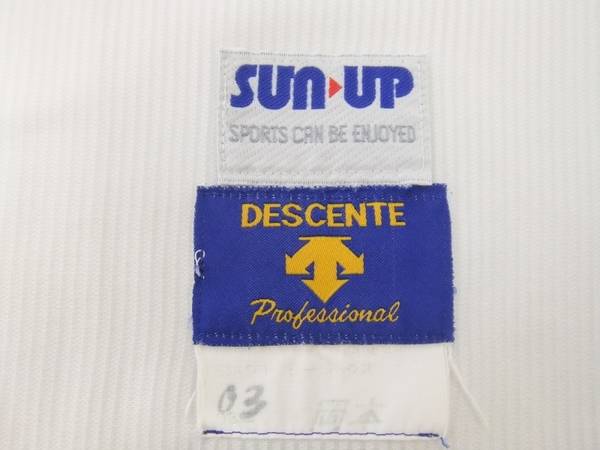 SUN▸UP
SPORTS CAN BE ENJOYED
DESCENTE
Professional
03